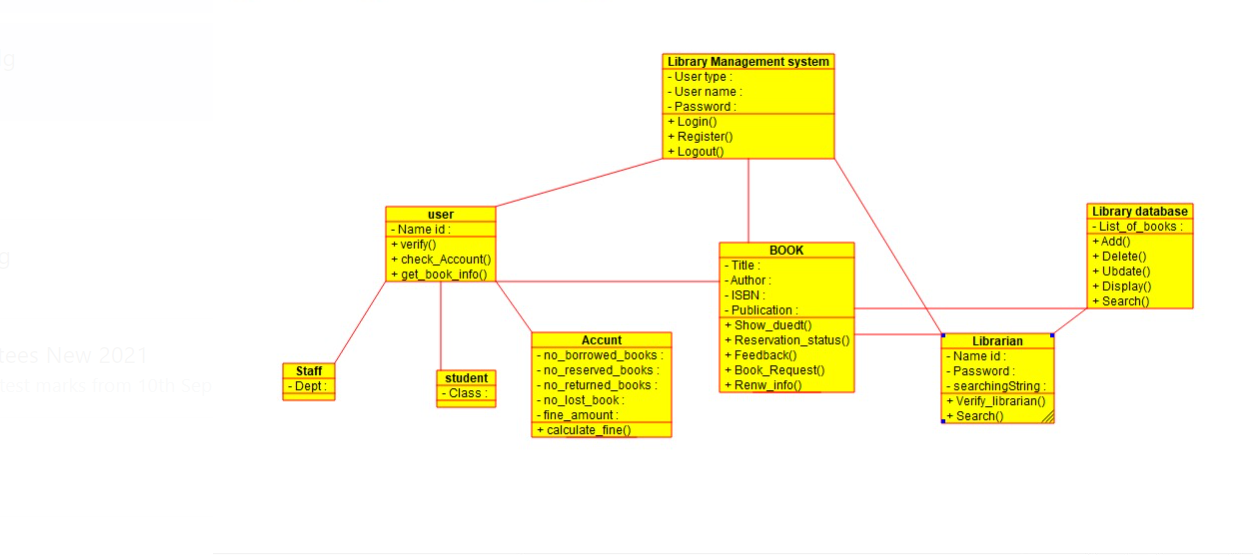 Library Management system
- User type :
- User name :
- Password :
+ Login()
+ Register()
+ Logout()
user
- Name id :
+ verify()
+ check_Account()
+ get_book_info()
BOOK
- Title :
- Author :
- ISBN :
- Publication :
+ Show_duedt()
+ Reservation_status()
+ Feedback()
+ Book_Request()
+ Renw_info()
Library database
- List_of_books :
+ Add()
+ Delete()
+ Ubdate()
+ Display()
+ Search()
Staff
- Dept :
student
- Class :
Accunt
- no_borrowed_books :
- no_reserved_books :
- no_returned_books :
- no_lost_book :
- fine_amount :
+ calculate_fine()
Librarian
- Name id :
- Password :
- searchingString :
+ Verify_librarian()
+ Search()
New 2021
marks from 10th Sep